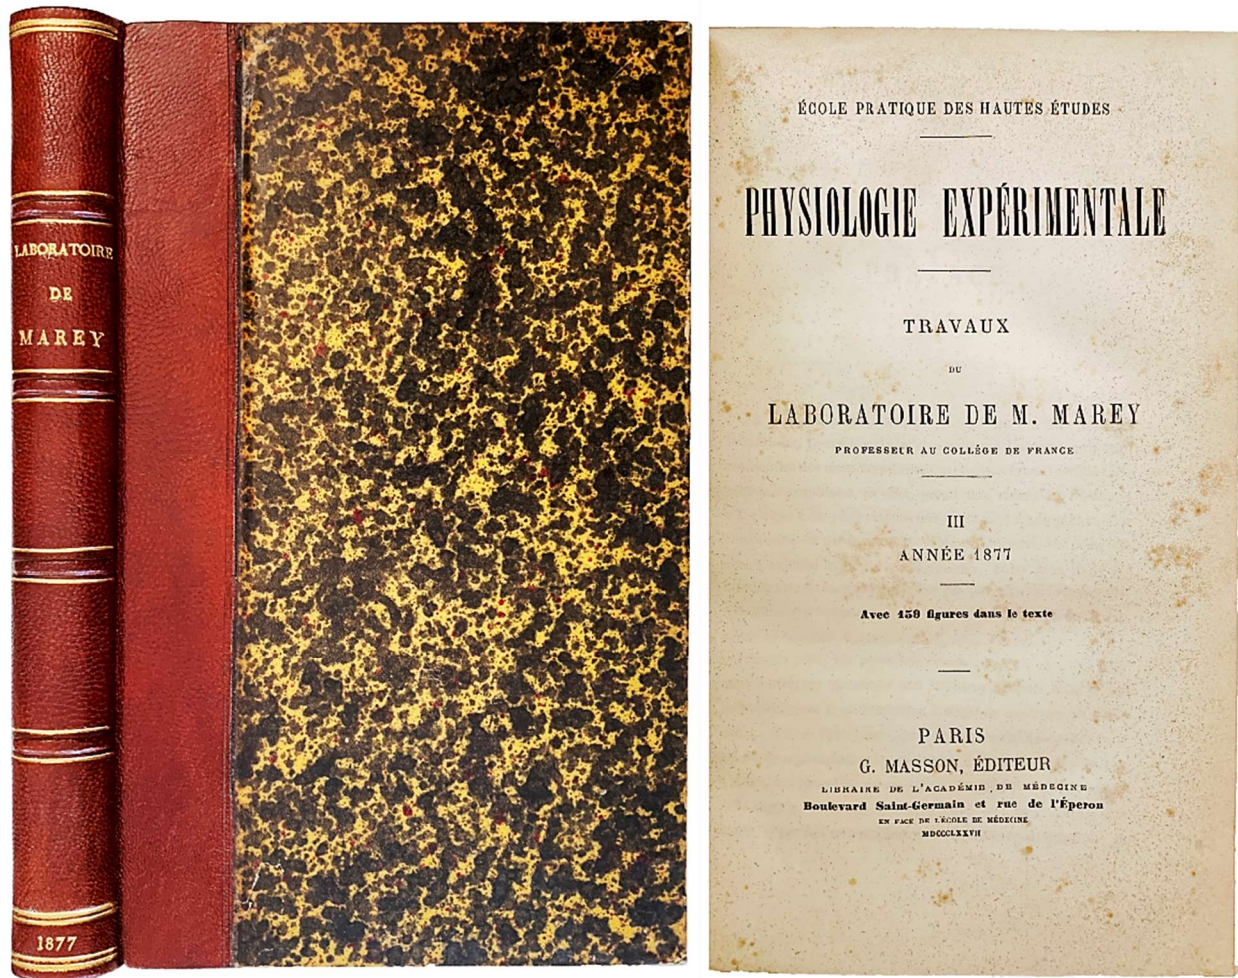 LABORATOIRE
DE
MAREY
1877
ÉCOLE PRATIQUE DES HAUTES ÉTUDES
PHYSIOLOGIE EXPÉRIMENTALE
TRAVAUX
DU
LABORATOIRE DE M. MAREY
PROFESSEUR AU COLLÉGE DE FRANCE
III
ANNÉE 1877
Avec 159 figures dans le texte
PARIS
G. MASSON, ÉDITEUR
LIBRAIRE DE L'ACADÉMIE DE MÉDECINE
Boulevard Saint-Germain et rue de l'Éperon
EN FACE DE L'ÉCOLE DE MÉDECINE
MDCCCLXXVII